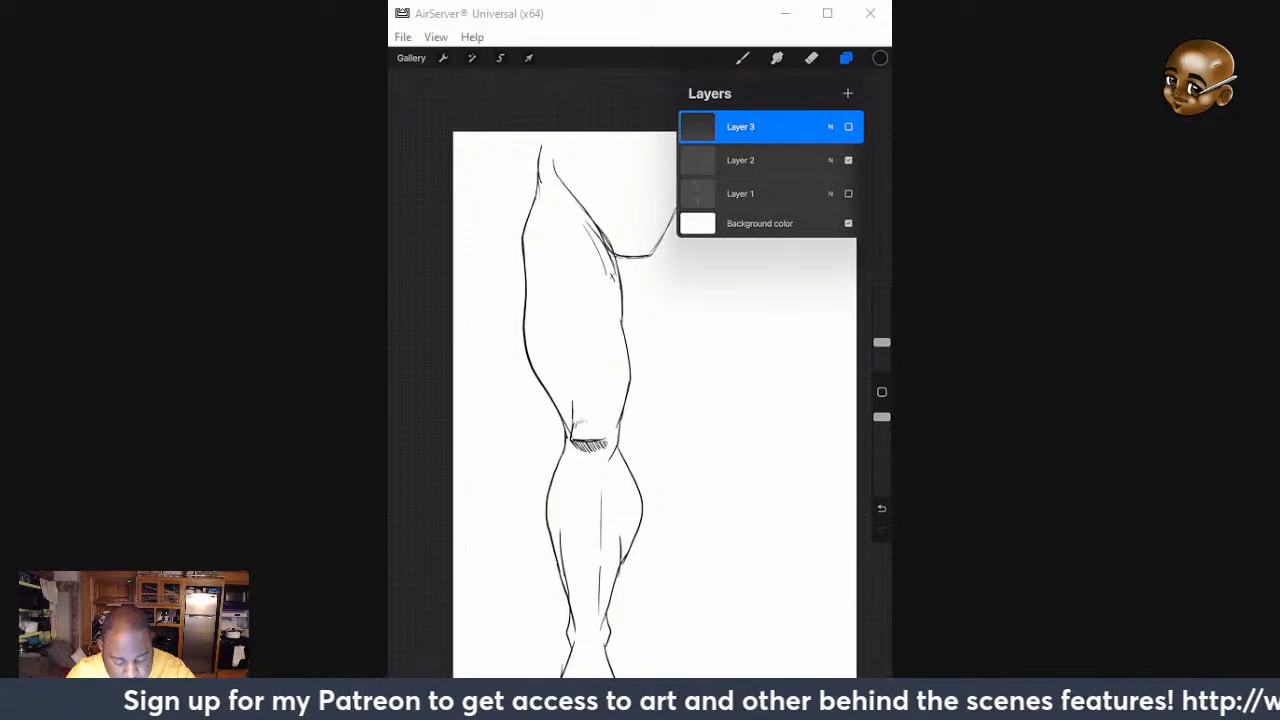 AirServer® Universal (x64)
File View Help
Gallery
Layers
Layer 3 N
Layer 2 N
Layer 1 N
Background color
Sign up for my Patreon to get access to art and other behind the scenes features! http://w